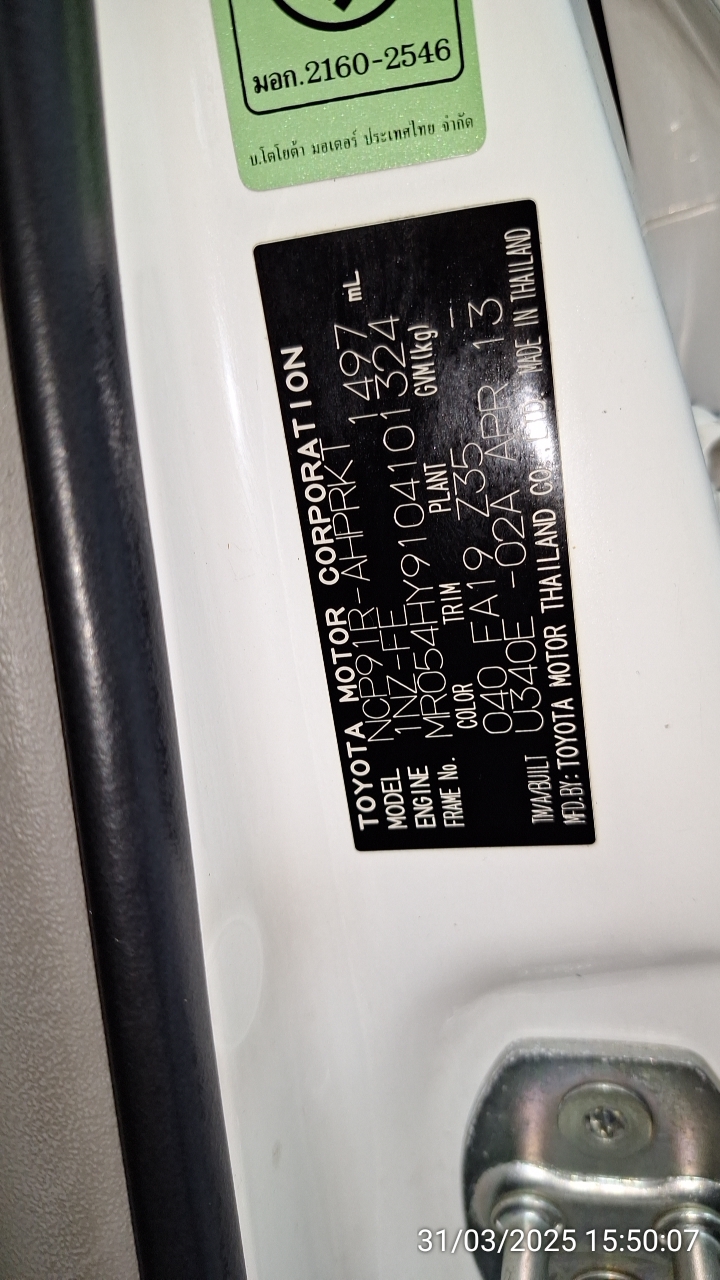 มอก.2160-2546
บ.โตโยต้า มอเตอร์ ประเทศไทย จำกัด
TOYOTA MOTOR CORPORATION
MODEL NCP91R-AHPRKT 1497 mL
ENGINE 1NZ-FE
FRAME No. MR054HY9104101324
COLOR TRIM PLANT GVM(kg)
040 FA19 Z35 —
U340E -02A APR 13
TM/A/BUILT
MFD.BY: TOYOTA MOTOR THAILAND CO.,LTD. MADE IN THAILAND
31/03/2025 15:50:07